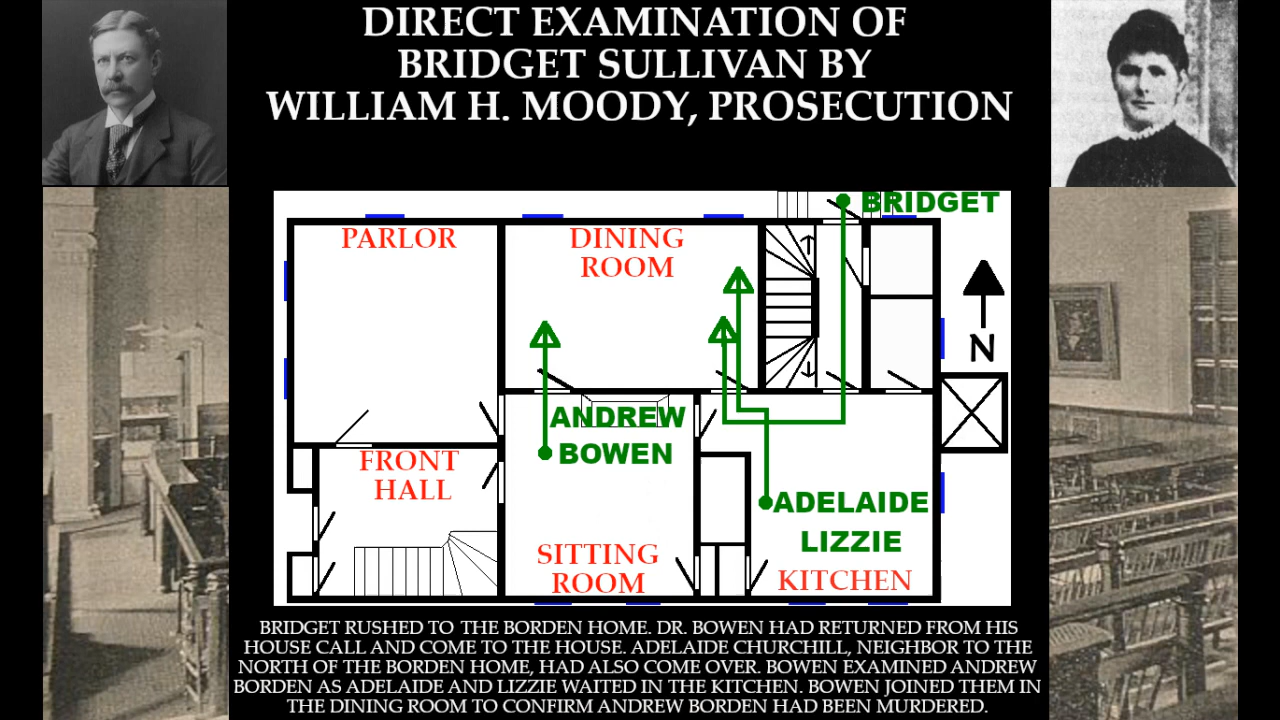 DIRECT EXAMINATION OF
BRIDGET SULLIVAN BY
WILLIAM H. MOODY, PROSECUTION
BRIDGET
PARLOR
DINING
ROOM
N
ANDREW
BOWEN
FRONT
HALL
ADELAIDE
LIZZIE
SITTING
ROOM
KITCHEN
BRIDGET RUSHED TO THE BORDEN HOME. DR. BOWEN HAD RETURNED FROM HIS
HOUSE CALL AND COME TO THE HOUSE. ADELAIDE CHURCHILL, NEIGHBOR TO THE
NORTH OF THE BORDEN HOME, HAD ALSO COME OVER. BOWEN EXAMINED ANDREW
BORDEN AS ADELAIDE AND LIZZIE WAITED IN THE KITCHEN. BOWEN JOINED THEM IN
THE DINING ROOM TO CONFIRM ANDREW BORDEN HAD BEEN MURDERED.